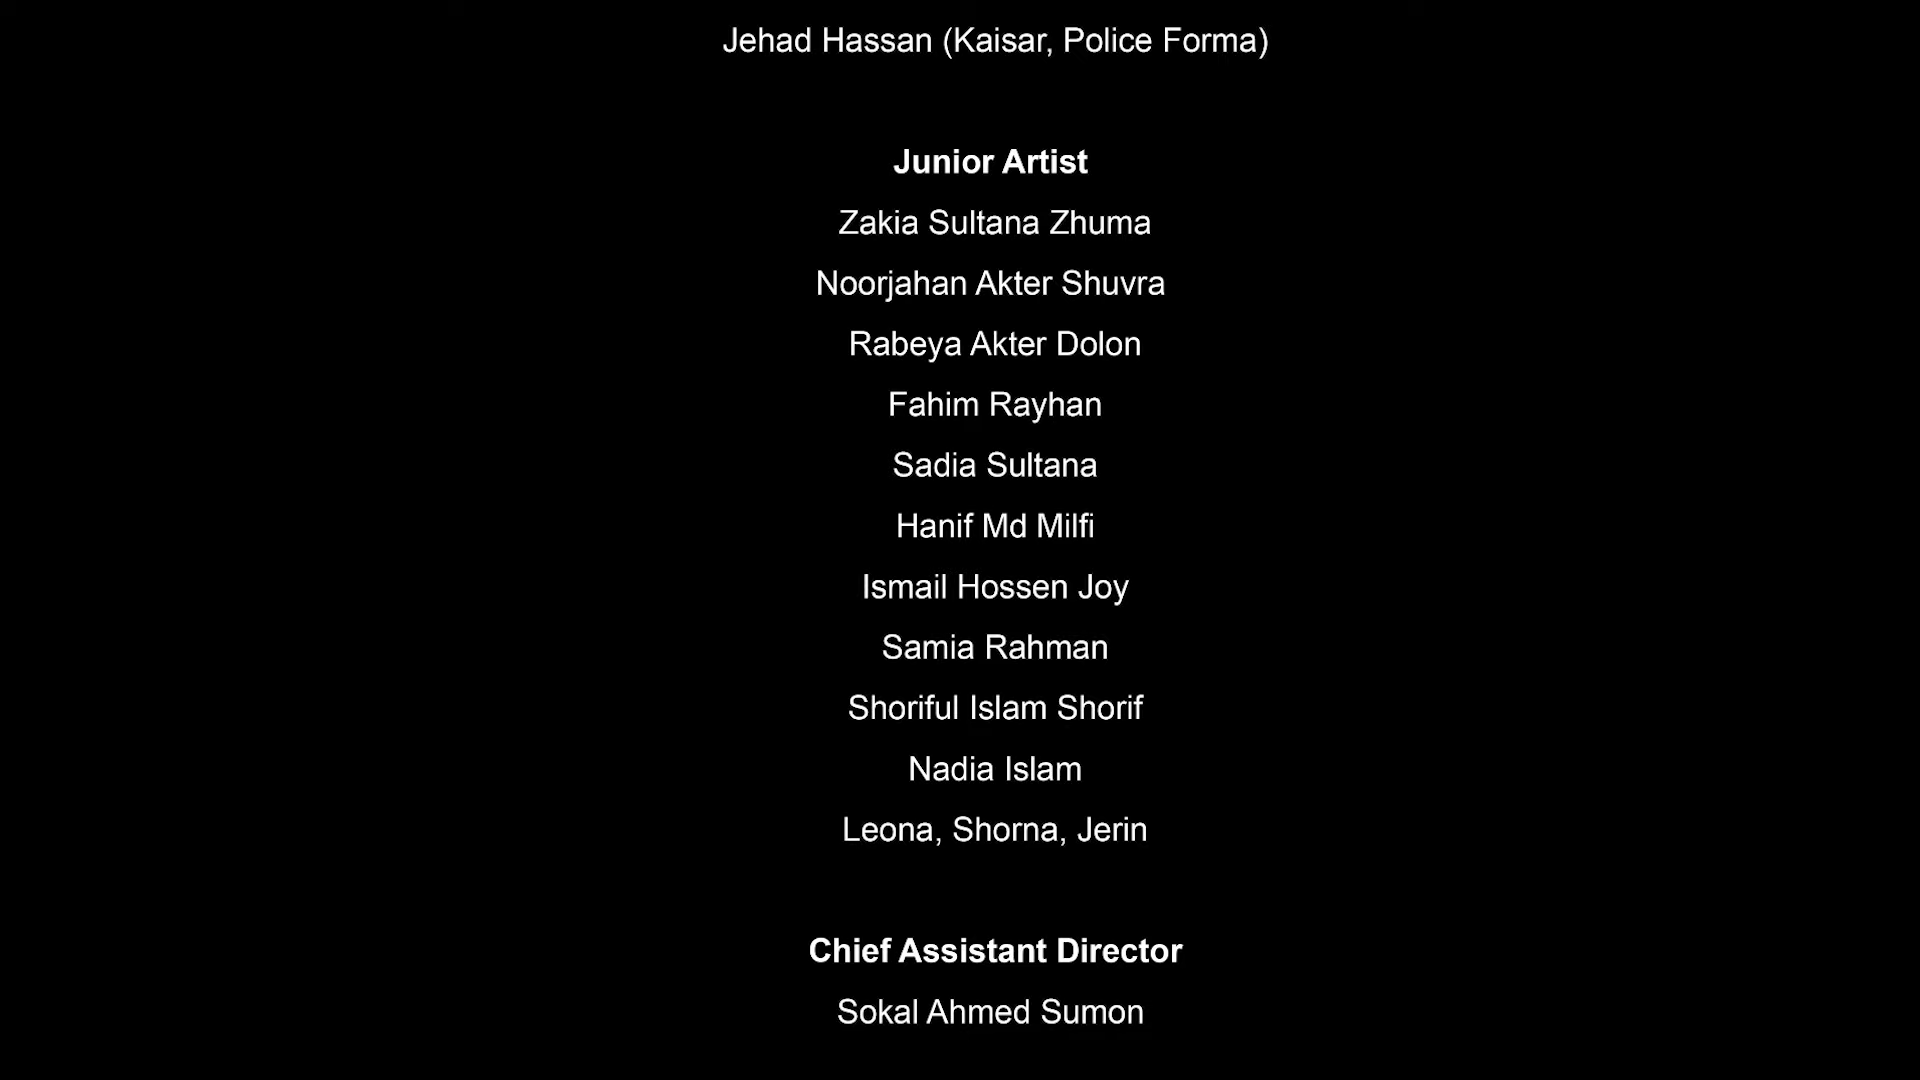 Jehad Hassan (Kaisar, Police Forma)
Junior Artist
Zakia Sultana Zhuma
Noorjahan Akter Shuvra
Rabeya Akter Dolon
Fahim Rayhan
Sadia Sultana
Hanif Md Milfi
Ismail Hossen Joy
Samia Rahman
Shoriful Islam Shorif
Nadia Islam
Leona, Shorna, Jerin
Chief Assistant Director
Sokal Ahmed Sumon